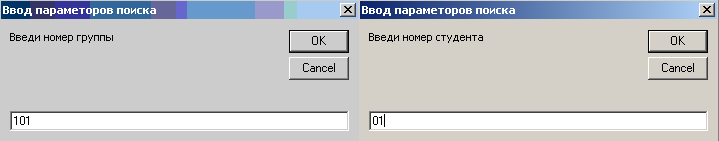 Ввод параметров поиска
Введи номер группы
OK
Cancel
101
Ввод параметров поиска
Введи номер студента
OK
Cancel
01